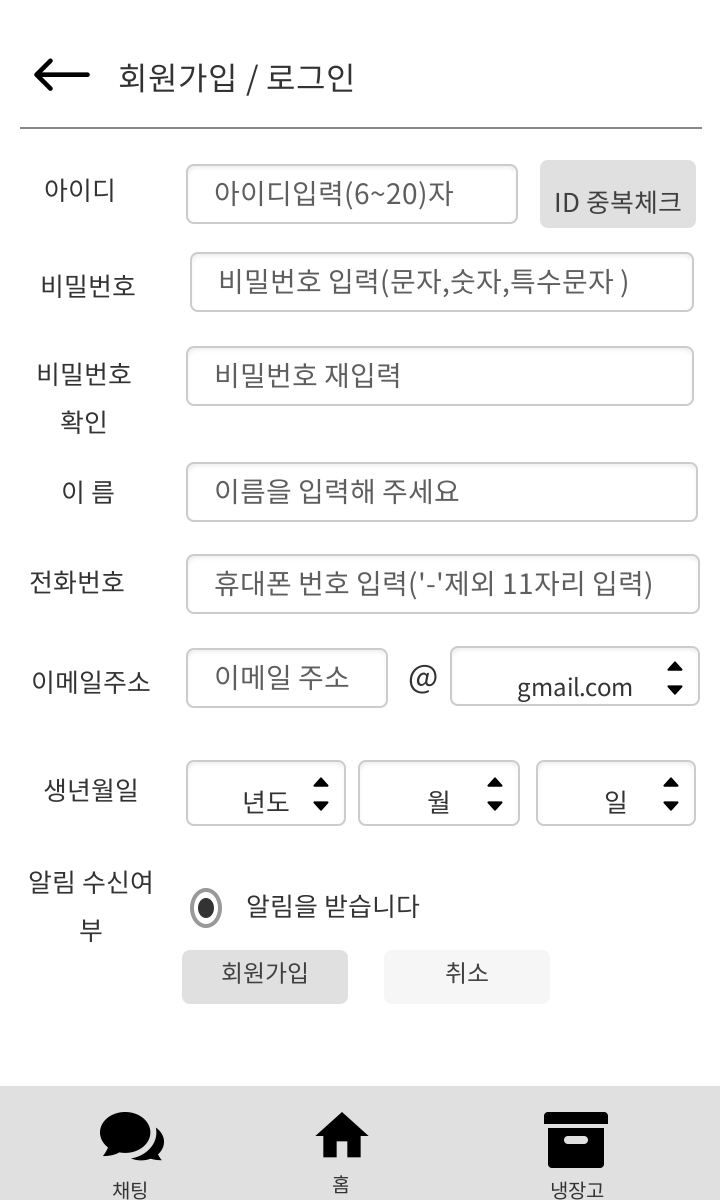 회원가입 / 로그인
아이디
아이디입력(6~20)자
ID 중복체크
비밀번호
비밀번호 입력(문자,숫자,특수문자 )
비밀번호
확인
비밀번호 재입력
이 름
이름을 입력해 주세요
전화번호
휴대폰 번호 입력('-'제외 11자리 입력)
이메일주소
이메일 주소
@
gmail.com
생년월일
년도
월
일
알림 수신여
부
알림을 받습니다
회원가입
취소
채팅
홈
냉장고